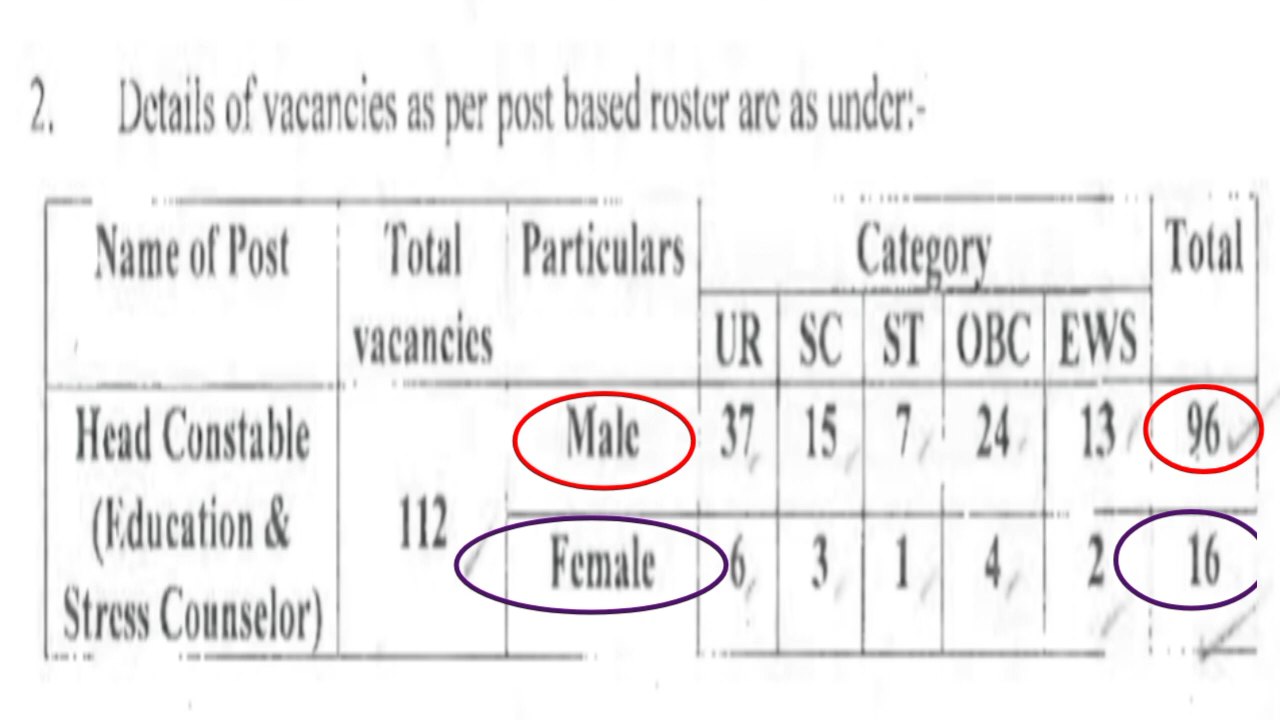 2. Details of vacancies as per post based roster are as under:-
Name of Post Total vacancies Particulars Category Total
UR SC ST OBC EWS
Head Constable (Education & Stress Counselor) 112 Male 37 15 7 24 13 96
Female 6 3 1 4 2 16